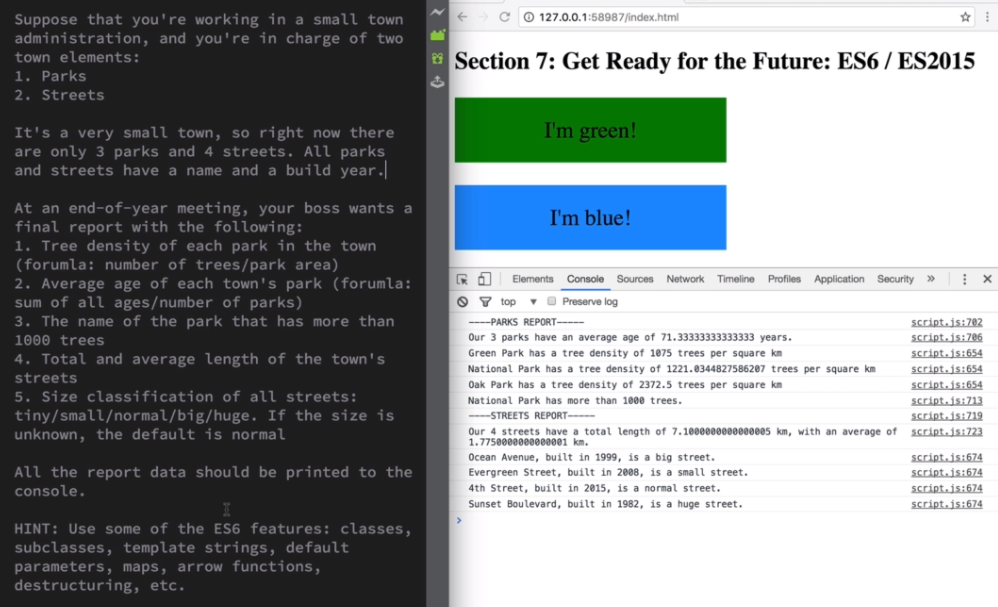 Suppose that you're working in a small town
administration, and you're in charge of two
town elements:
1. Parks
2. Streets
It's a very small town, so right now there
are only 3 parks and 4 streets. All parks
and streets have a name and a build year.
At an end-of-year meeting, your boss wants a
final report with the following:
1. Tree density of each park in the town
(forumla: number of trees/park area)
2. Average age of each town's park (forumla:
sum of all ages/number of parks)
3. The name of the park that has more than
1000 trees
4. Total and average length of the town's
streets
5. Size classification of all streets:
tiny/small/normal/big/huge. If the size is
unknown, the default is normal
All the report data should be printed to the
console.
HINT: Use some of the ES6 features: classes,
subclasses, template strings, default
parameters, maps, arrow functions,
destructuring, etc.
127.0.0.1:58987/index.html
Section 7: Get Ready for the Future: ES6 / ES2015
I'm green!
I'm blue!
Elements Console Sources Network Timeline Profiles Application Security »
top Preserve log
----PARKS REPORT----- script.js:702
Our 3 parks have an average age of 71.33333333333333 years. script.js:706
Green Park has a tree density of 1075 trees per square km script.js:654
National Park has a tree density of 1221.0344827586207 trees per square km script.js:654
Oak Park has a tree density of 2372.5 trees per square km script.js:654
National Park has more than 1000 trees. script.js:713
----STREETS REPORT----- script.js:719
Our 4 streets have a total length of 7.1000000000000005 km, with an average of script.js:723
1.7750000000000001 km.
Ocean Avenue, built in 1999, is a big street. script.js:674
Evergreen Street, built in 2008, is a small street. script.js:674
4th Street, built in 2015, is a normal street. script.js:674
Sunset Boulevard, built in 1982, is a huge street. script.js:674
>